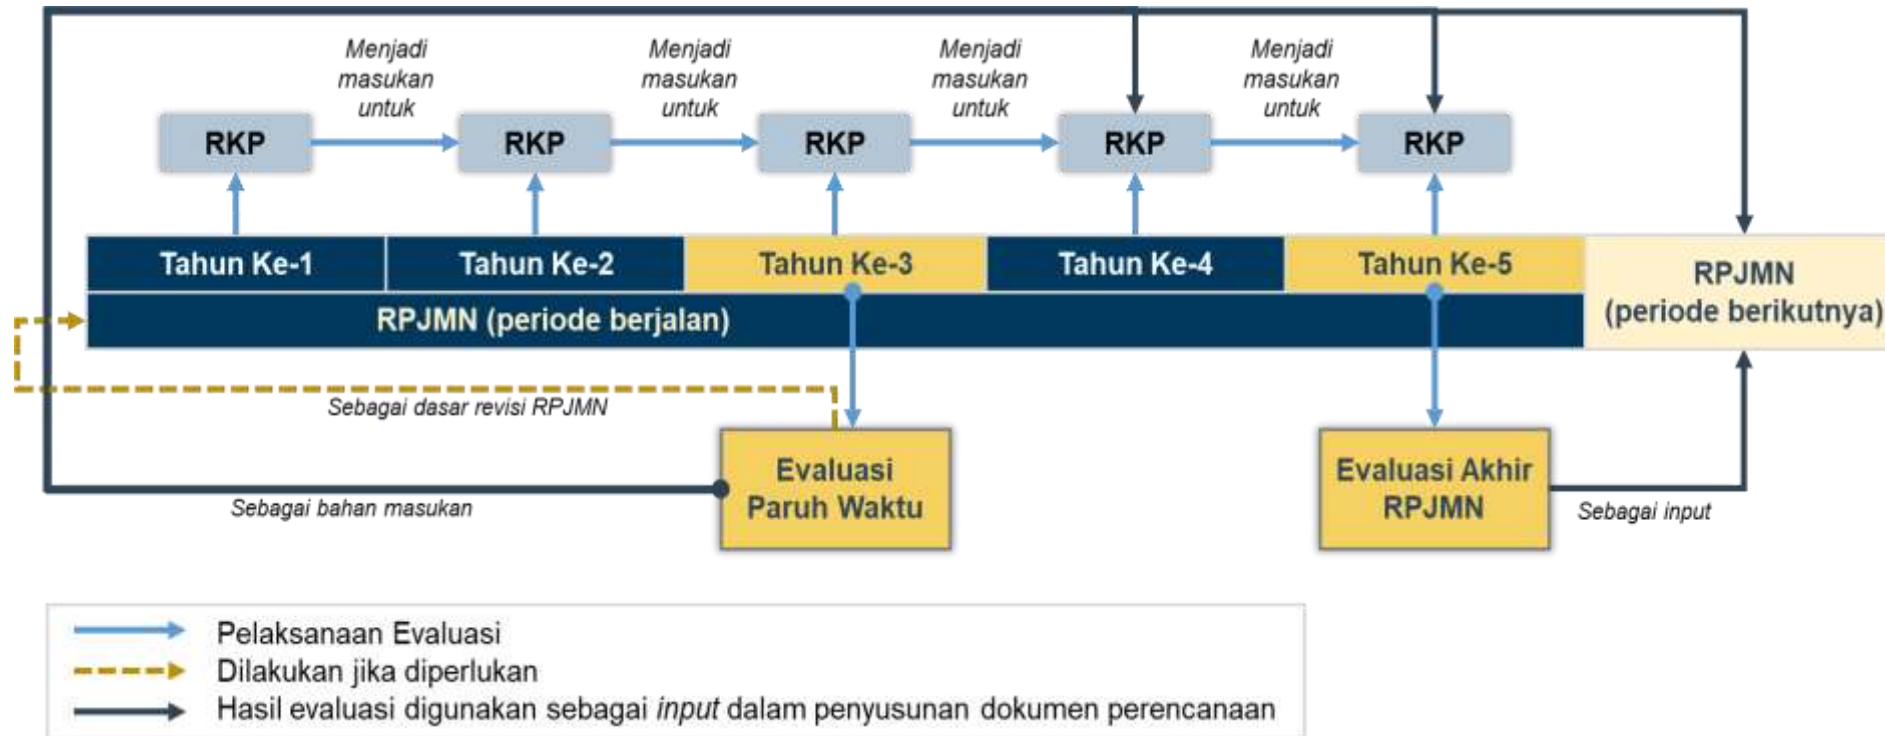 Menjadi
masukan
untuk
Menjadi
masukan
untuk
Menjadi
masukan
untuk
Menjadi
masukan
untuk
RKP
RKP
RKP
RKP
RKP
Tahun Ke-1
Tahun Ke-2
Tahun Ke-3
Tahun Ke-4
Tahun Ke-5
RPJMN (periode berjalan)
RPJMN
(periode berikutnya)
Sebagai dasar revisi RPJMN
Evaluasi
Paruh Waktu
Sebagai bahan masukan
Evaluasi Akhir
RPJMN
Sebagai input
Pelaksanaan Evaluasi
Dilakukan jika diperlukan
Hasil evaluasi digunakan sebagai input dalam penyusunan dokumen perencanaan